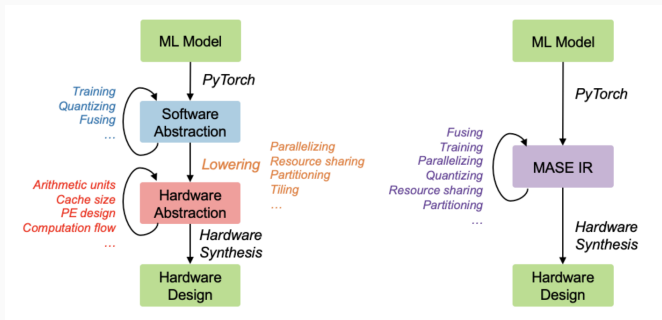 ML Model
PyTorch
Training
Quantizing
Fusing
...
Software
Abstraction
Lowering
Parallelizing
Resource sharing
Partitioning
Tiling
...
Arithmetic units
Cache size
PE design
Computation flow
...
Hardware
Abstraction
Hardware
Synthesis
Hardware
Design
ML Model
PyTorch
Fusing
Training
Parallelizing
Quantizing
Resource sharing
Partitioning
...
MASE IR
Hardware
Synthesis
Hardware
Design